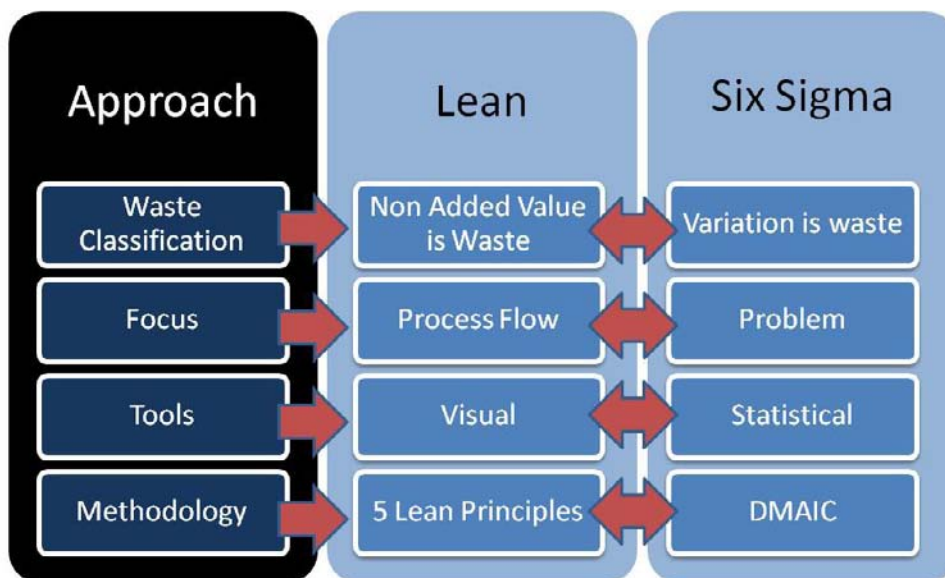 Approach
Lean
Six Sigma
Waste
Classification
Non Added Value
is Waste
Variation is waste
Focus
Process Flow
Problem
Tools
Visual
Statistical
Methodology
5 Lean Principles
DMAIC